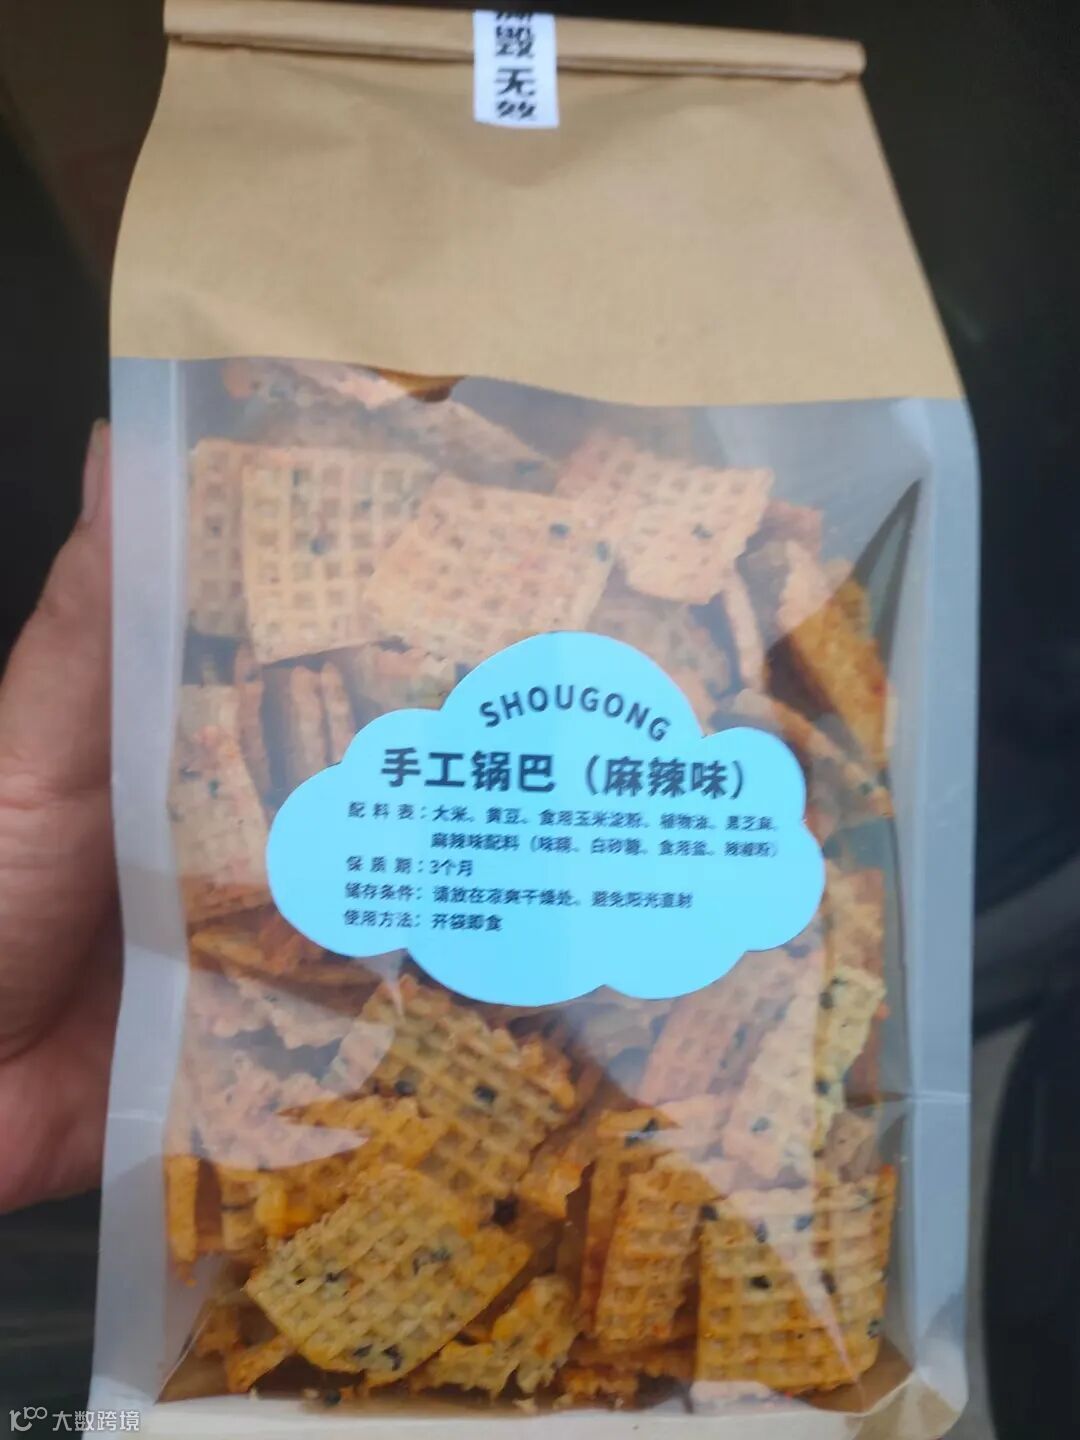 毁
无
效
SHOUGONG
手工锅巴（麻辣味）
配料表：大米、黄豆、食用玉米淀粉、植物油、黑芝麻、
麻辣味配料（味精、白砂糖、食用盐、辣椒粉）
保质期：3个月
储存条件：请放在凉爽干燥处、避免阳光直射
使用方法：开袋即食
大数跨境